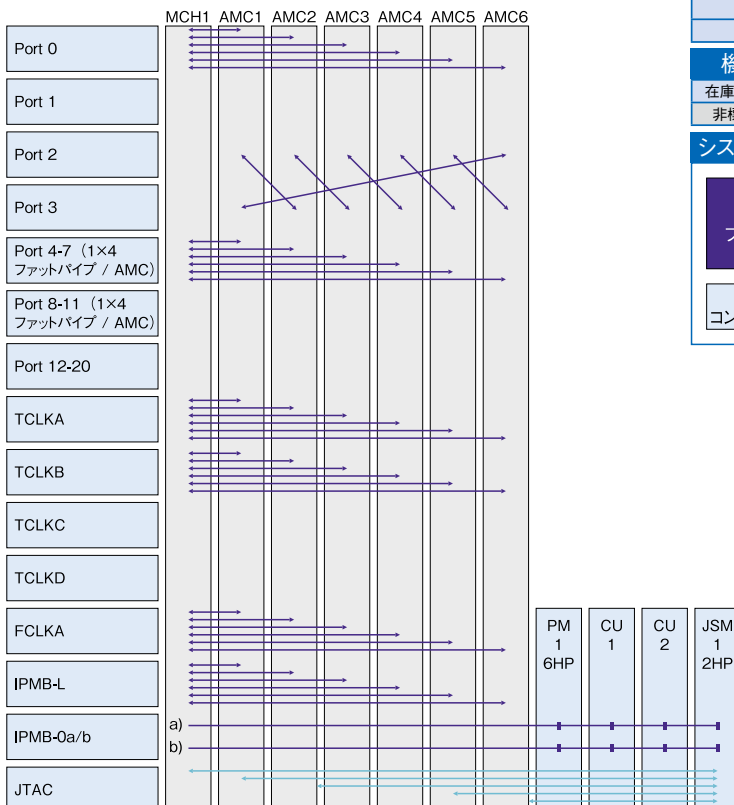 MCH1 AMC1 AMC2 AMC3 AMC4 AMC5 AMC6
Port 0
Port 1
Port 2
Port 3
Port 4-7（1×4
ファットパイプ / AMC）
Port 8-11（1×4
ファットパイプ / AMC）
Port 12-20
TCLKA
TCLKB
TCLKC
TCLKD
FCLKA
IPMB-L
IPMB-0a/b
JTAC
a)
b)
PM
1
6HP
CU
1
CU
2
JSM
1
2HP
在庫
シス
コン